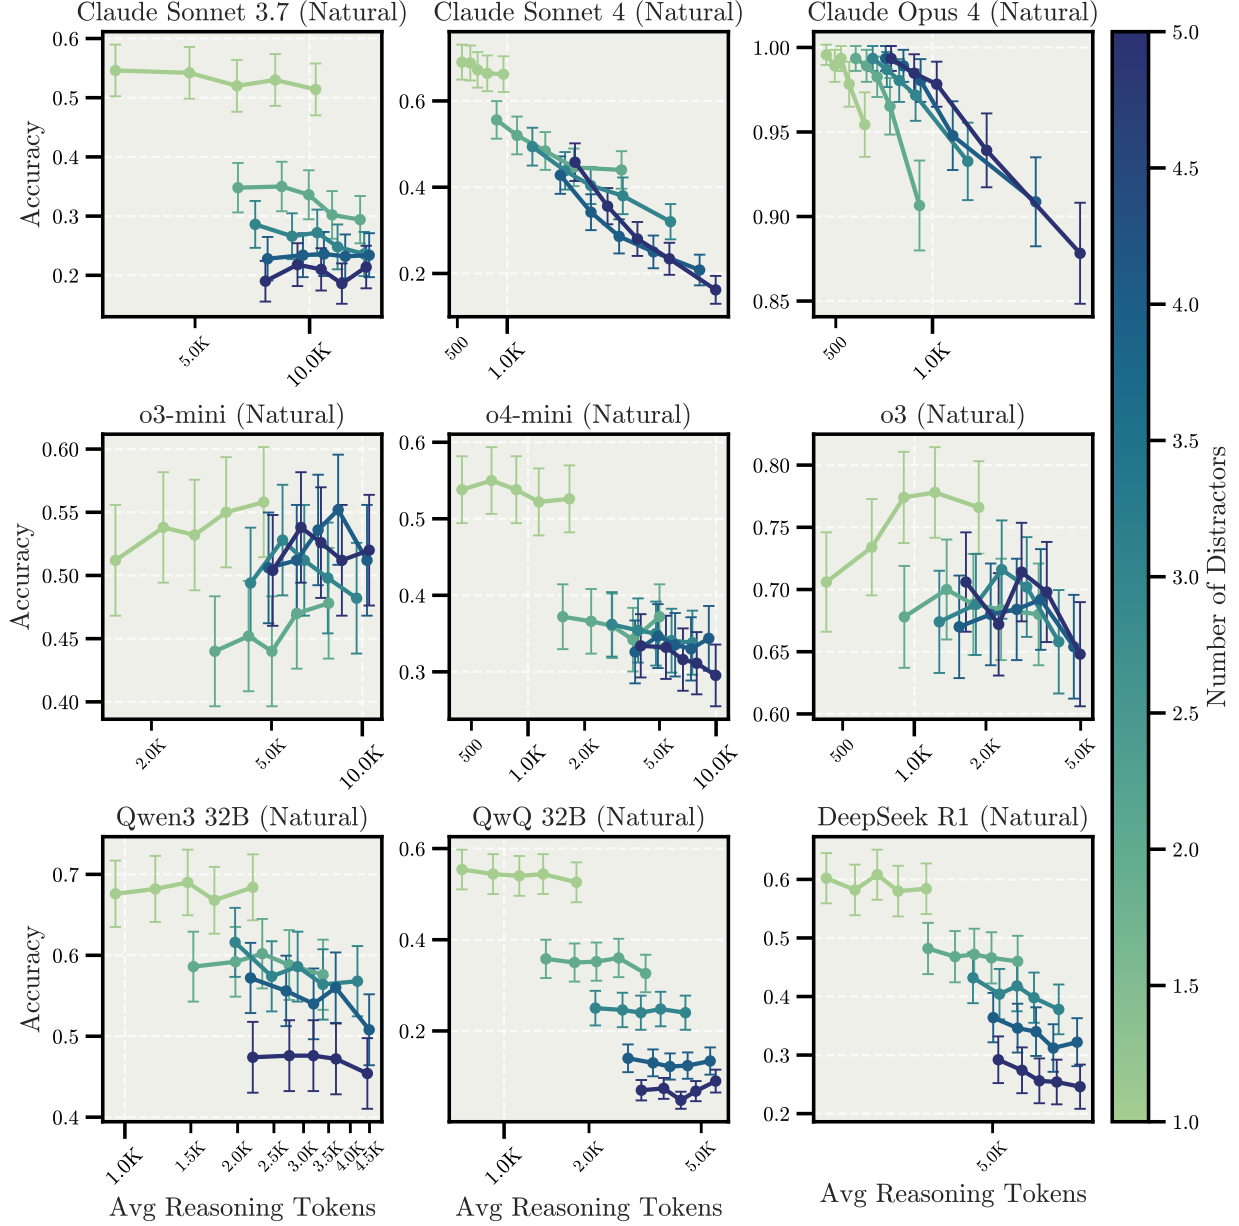 Claude Sonnet 3.7 (Natural)
Claude Sonnet 4 (Natural)
Claude Opus 4 (Natural)
Accuracy
0.6
0.5
0.4
0.3
0.2
5.0K
10.0K
0.6
0.4
0.2
500
1.0K
1.00
0.95
0.90
0.85
500
1.0K
o3-mini (Natural)
o4-mini (Natural)
o3 (Natural)
Accuracy
0.60
0.55
0.50
0.45
0.40
2.0K
5.0K
10.0K
0.6
0.5
0.4
0.3
500
1.0K
2.0K
5.0K
10.0K
0.80
0.75
0.70
0.65
0.60
500
1.0K
2.0K
5.0K
Qwen3 32B (Natural)
QwQ 32B (Natural)
DeepSeek R1 (Natural)
Accuracy
0.7
0.6
0.5
0.4
1.0K
1.5K
2.0K
2.5K
3.0K
3.5K
4.0K
4.5K
Avg Reasoning Tokens
0.6
0.4
0.2
1.0K
2.0K
5.0K
Avg Reasoning Tokens
0.6
0.5
0.4
0.3
0.2
5.0K
Avg Reasoning Tokens
5.0
4.5
4.0
3.5
3.0
2.5
2.0
1.5
1.0
Number of Distractors